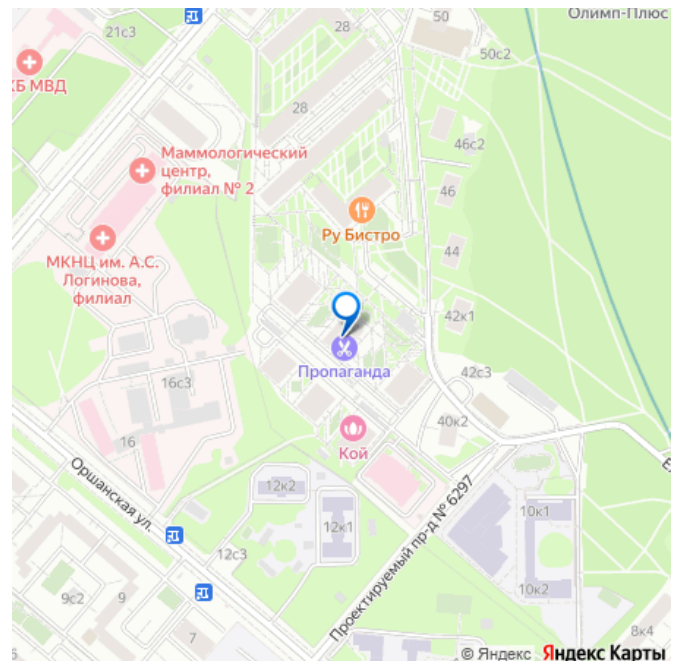 Олимп-Плюс
21с3
50
50с2
КБ МВД
28
28
46с2
Маммологический
центр,
филиал № 2
46
Ру Бистро
44
МКНЦ им. А.С.
Логинова,
филиал
42к1
Пропаганда
42с3
16с3
40к2
Кой
16
Оршанская ул.
12к2
12к1
Проектируемый пр-д № 6297
10к1
12с3
10к2
9с2
9
7
8к4
© Яндекс Яндекс Карты